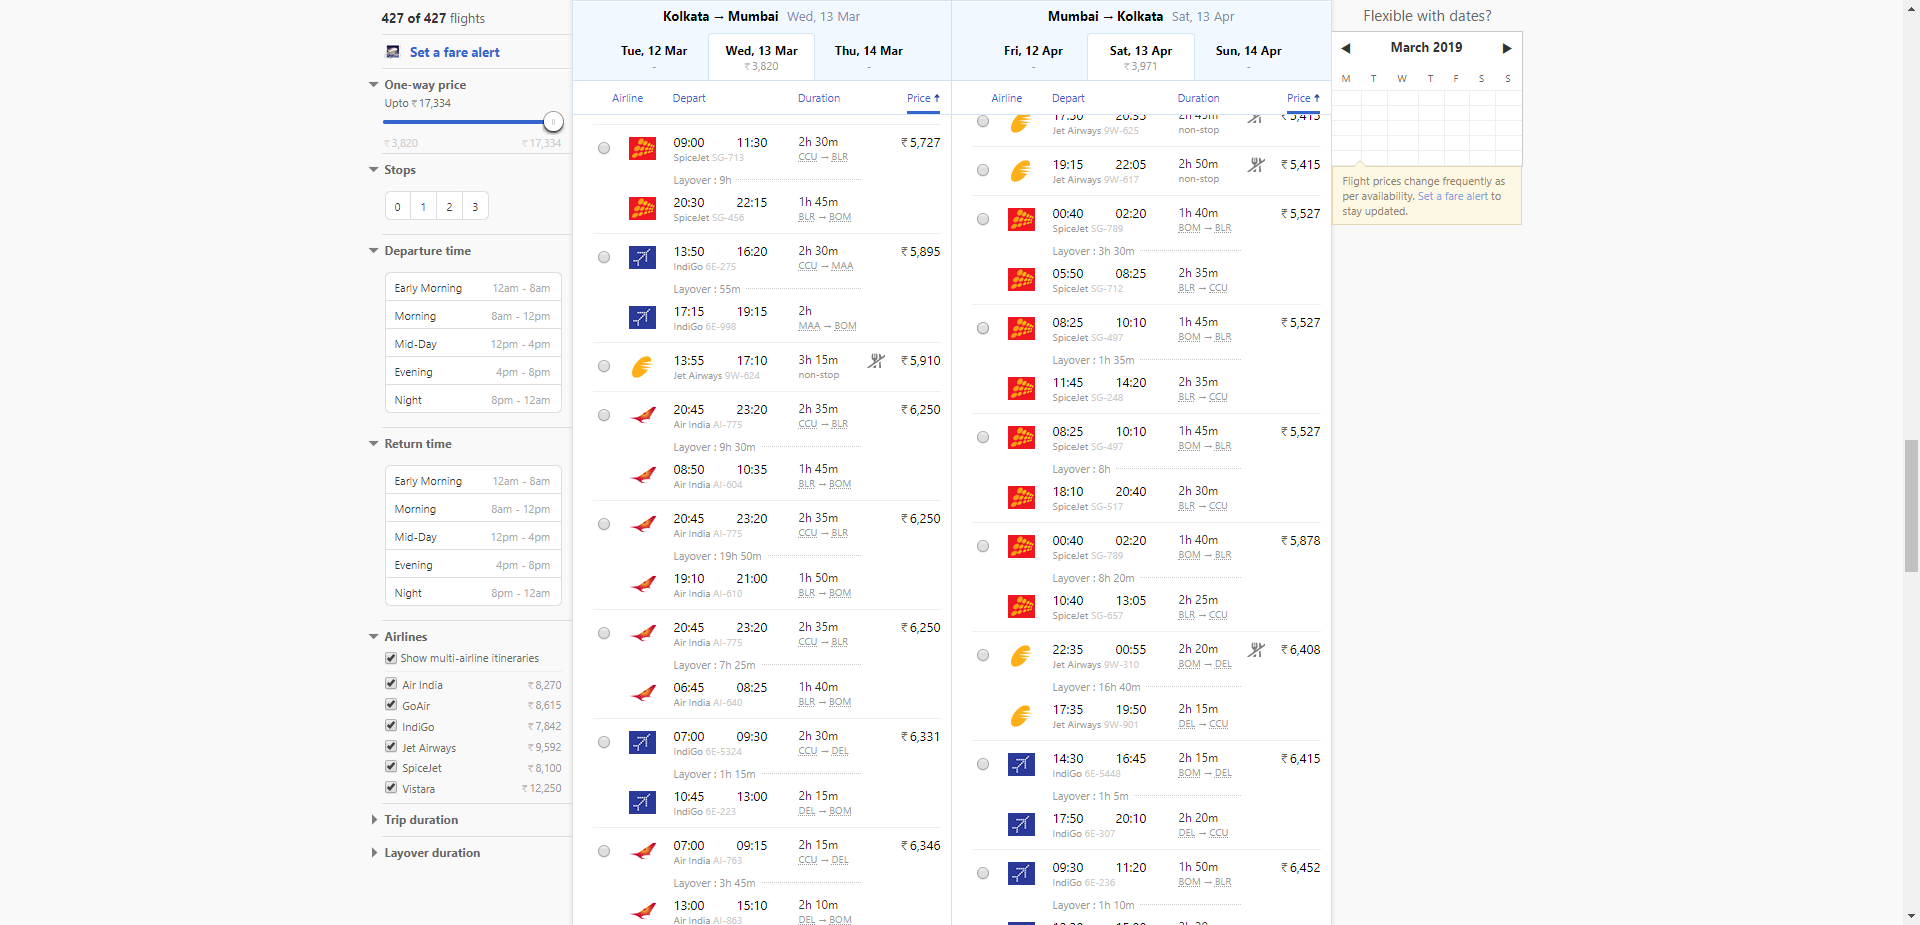 427 of 427 flights
Set a fare alert
One-way price
Upto ₹ 17,334
₹ 3,820 ₹ 17,334
Stops
0 1 2 3
Departure time
Early Morning 12am - 8am
Morning 8am - 12pm
Mid-Day 12pm - 4pm
Evening 4pm - 8pm
Night 8pm - 12am
Return time
Early Morning 12am - 8am
Morning 8am - 12pm
Mid-Day 12pm - 4pm
Evening 4pm - 8pm
Night 8pm - 12am
Airlines
Show multi-airline itineraries
Air India ₹ 8,270
GoAir ₹ 8,615
IndiGo ₹ 7,842
Jet Airways ₹ 9,592
SpiceJet ₹ 8,100
Vistara ₹ 12,250
Trip duration
Layover duration
Kolkata → Mumbai Wed, 13 Mar
Tue, 12 Mar Wed, 13 Mar Thu, 14 Mar
- ₹ 3,820 -
Airline Depart Duration Price ↑
09:00 11:30 2h 30m ₹ 5,727
SpiceJet SG-713 CCU → BLR
Layover : 9h
20:30 22:15 1h 45m
SpiceJet SG-456 BLR → BOM
13:50 16:20 2h 30m ₹ 5,895
IndiGo 6E-275 CCU → MAA
Layover : 55m
17:15 19:15 2h
IndiGo 6E-998 MAA → BOM
13:55 17:10 3h 15m ₹ 5,910
Jet Airways 9W-624 non-stop
20:45 23:20 2h 35m ₹ 6,250
Air India AI-775 CCU → BLR
Layover : 9h 30m
08:50 10:35 1h 45m
Air India AI-604 BLR → BOM
20:45 23:20 2h 35m ₹ 6,250
Air India AI-775 CCU → BLR
Layover : 19h 50m
19:10 21:00 1h 50m
Air India AI-610 BLR → BOM
20:45 23:20 2h 35m ₹ 6,250
Air India AI-775 CCU → BLR
Layover : 7h 25m
06:45 08:25 1h 40m
Air India AI-640 BLR → BOM
07:00 09:30 2h 30m ₹ 6,331
IndiGo 6E-5324 CCU → DEL
Layover : 1h 15m
10:45 13:00 2h 15m
IndiGo 6E-223 DEL → BOM
07:00 09:15 2h 15m ₹ 6,346
Air India AI-763 CCU → DEL
Layover : 3h 45m
13:00 15:10 2h 10m
Air India AI-863 DEL → BOM
Mumbai → Kolkata Sat, 13 Apr
Fri, 12 Apr Sat, 13 Apr Sun, 14 Apr
- ₹ 3,971 -
Airline Depart Duration Price ↑
17:50 20:35 2h 45m ₹ 5,415
Jet Airways 9W-625 non-stop
19:15 22:05 2h 50m ₹ 5,415
Jet Airways 9W-617 non-stop
00:40 02:20 1h 40m ₹ 5,527
SpiceJet SG-789 BOM → BLR
Layover : 3h 30m
05:50 08:25 2h 35m
SpiceJet SG-712 BLR → CCU
08:25 10:10 1h 45m ₹ 5,527
SpiceJet SG-497 BOM → BLR
Layover : 1h 35m
11:45 14:20 2h 35m
SpiceJet SG-248 BLR → CCU
08:25 10:10 1h 45m ₹ 5,527
SpiceJet SG-497 BOM → BLR
Layover : 8h
18:10 20:40 2h 30m
SpiceJet SG-517 BLR → CCU
00:40 02:20 1h 40m ₹ 5,878
SpiceJet SG-789 BOM → BLR
Layover : 8h 20m
10:40 13:05 2h 25m
SpiceJet SG-657 BLR → CCU
22:35 00:55 2h 20m ₹ 6,408
Jet Airways 9W-310 BOM → DEL
Layover : 16h 40m
17:35 19:50 2h 15m
Jet Airways 9W-901 DEL → CCU
14:30 16:45 2h 15m ₹ 6,415
IndiGo 6E-5448 BOM → DEL
Layover : 1h 5m
17:50 20:10 2h 20m
IndiGo 6E-307 DEL → CCU
09:30 11:20 1h 50m ₹ 6,452
IndiGo 6E-236 BOM → BLR
Layover : 1h 10m
Flexible with dates?
March 2019
M T W T F S S
Flight prices change frequently as
per availability. Set a fare alert to
stay updated.